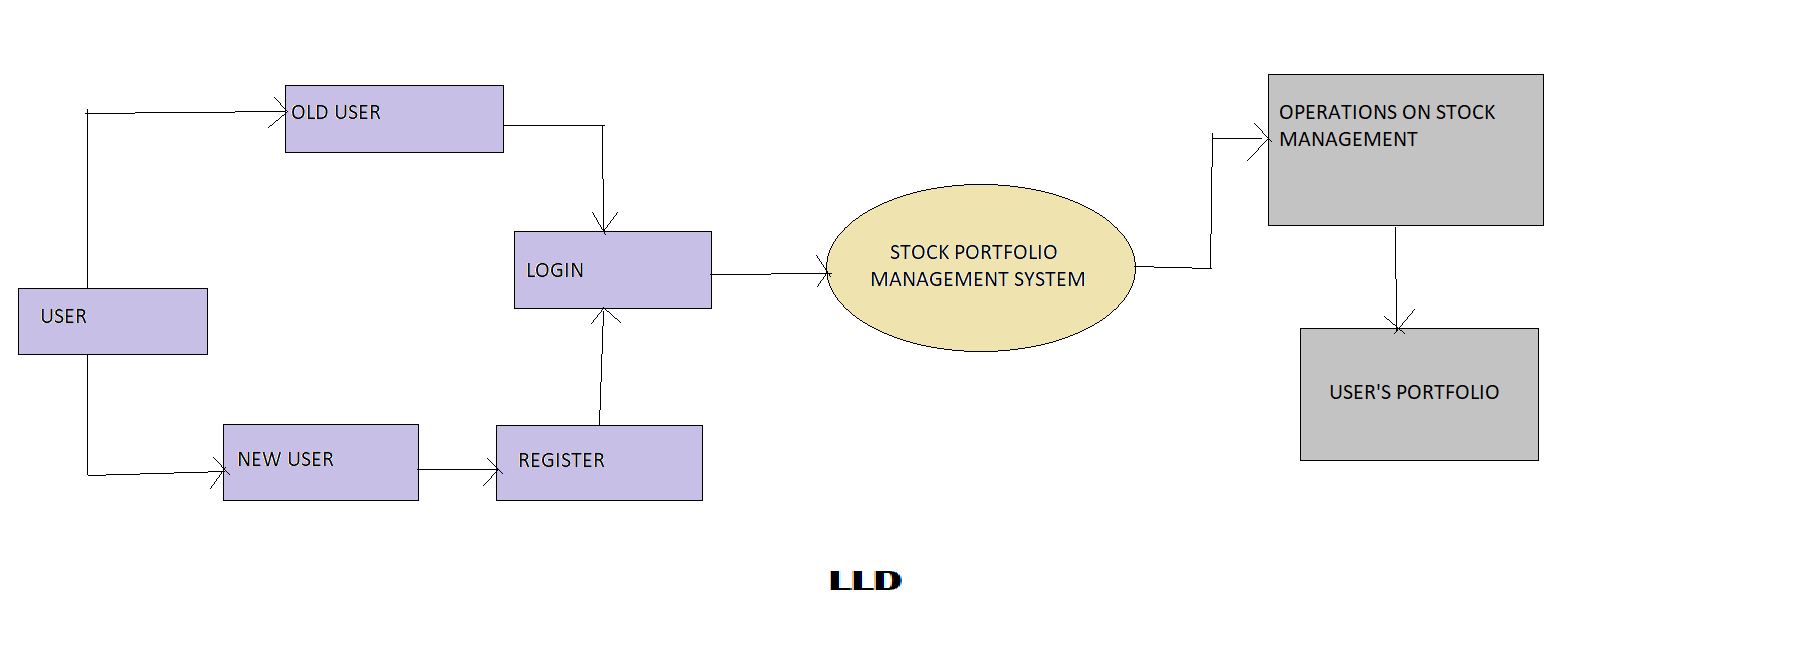 OLD USER
OPERATIONS ON STOCK
MANAGEMENT
LOGIN
STOCK PORTFOLIO
MANAGEMENT SYSTEM
USER
USER'S PORTFOLIO
NEW USER
REGISTER
LLD